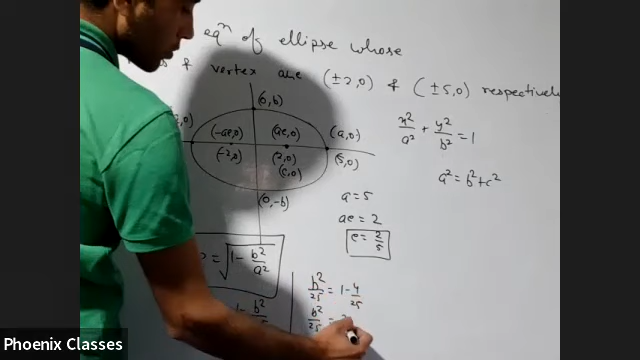 eqⁿ of ellipse whose
& vertex are (±2,0) & (±5,0) respectively
(0,b)
x²/a² + y²/b² = 1
(-ae,0) (ae,0) (a,0)
(-2,0) (2,0) (5,0)
(c,0)
a² = b² + c²
(0,-b)
a = 5
ae = 2
e = 2/5
= √(1 - b²/a²)
b²/25 = 1 - 4/25
b²/25 =
Phoenix Classes